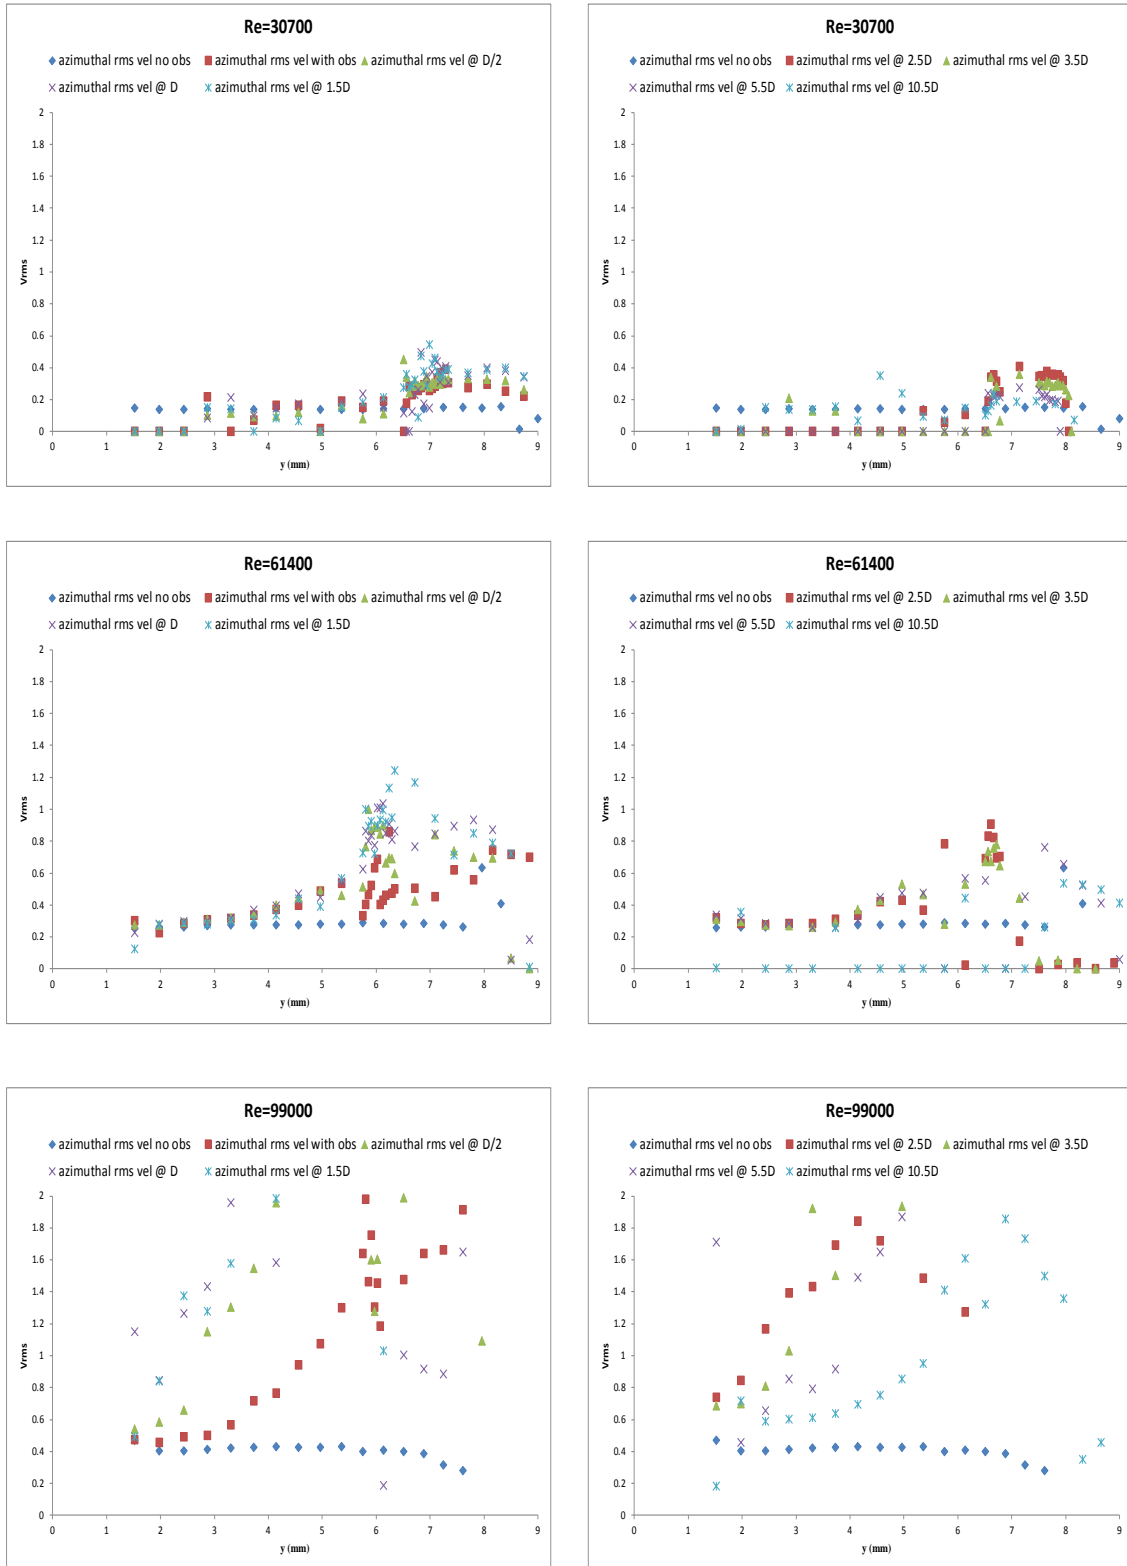 Re=30700
azimuthal rms vel no obs azimuthal rms vel with obs azimuthal rms vel @ D/2
azimuthal rms vel @ D azimuthal rms vel @ 1.5D
2
1.8
1.6
1.4
1.2
1
0.8
0.6
0.4
0.2
0
Vrms
0 1 2 3 4 5 6 7 8 9
y (mm)
Re=30700
azimuthal rms vel no obs azimuthal rms vel @ 2.5D azimuthal rms vel @ 3.5D
azimuthal rms vel @ 5.5D azimuthal rms vel @ 10.5D
2
1.8
1.6
1.4
1.2
1
0.8
0.6
0.4
0.2
0
Vrms
0 1 2 3 4 5 6 7 8 9
y (mm)
Re=61400
azimuthal rms vel no obs azimuthal rms vel with obs azimuthal rms vel @ D/2
azimuthal rms vel @ D azimuthal rms vel @ 1.5D
2
1.8
1.6
1.4
1.2
1
0.8
0.6
0.4
0.2
0
Vrms
0 1 2 3 4 5 6 7 8 9
y (mm)
Re=61400
azimuthal rms vel no obs azimuthal rms vel @ 2.5D azimuthal rms vel @ 3.5D
azimuthal rms vel @ 5.5D azimuthal rms vel @ 10.5D
2
1.8
1.6
1.4
1.2
1
0.8
0.6
0.4
0.2
0
Vrms
0 1 2 3 4 5 6 7 8 9
y (mm)
Re=99000
azimuthal rms vel no obs azimuthal rms vel with obs azimuthal rms vel @ D/2
azimuthal rms vel @ D azimuthal rms vel @ 1.5D
2
1.8
1.6
1.4
1.2
1
0.8
0.6
0.4
0.2
0
Vrms
0 1 2 3 4 5 6 7 8 9
y (mm)
Re=99000
azimuthal rms vel no obs azimuthal rms vel @ 2.5D azimuthal rms vel @ 3.5D
azimuthal rms vel @ 5.5D azimuthal rms vel @ 10.5D
2
1.8
1.6
1.4
1.2
1
0.8
0.6
0.4
0.2
0
Vrms
0 1 2 3 4 5 6 7 8 9
y (mm)